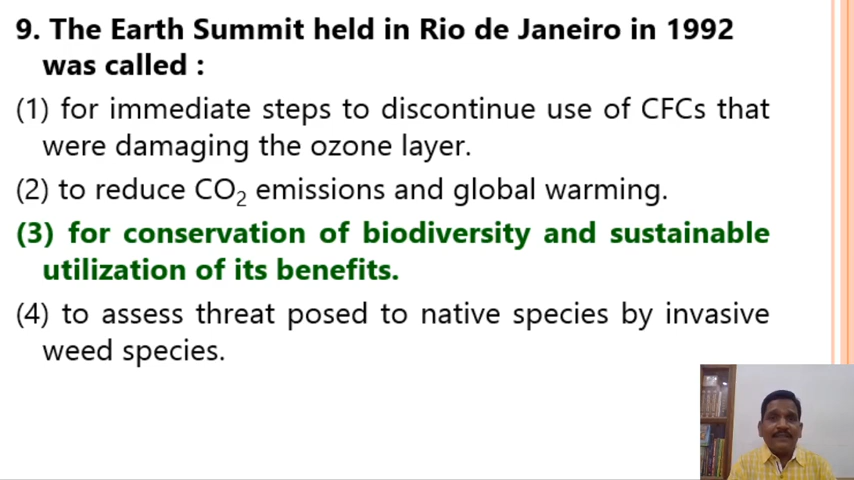 9. The Earth Summit held in Rio de Janeiro in 1992
was called :
(1) for immediate steps to discontinue use of CFCs that
were damaging the ozone layer.
(2) to reduce CO₂ emissions and global warming.
(3) for conservation of biodiversity and sustainable
utilization of its benefits.
(4) to assess threat posed to native species by invasive
weed species.